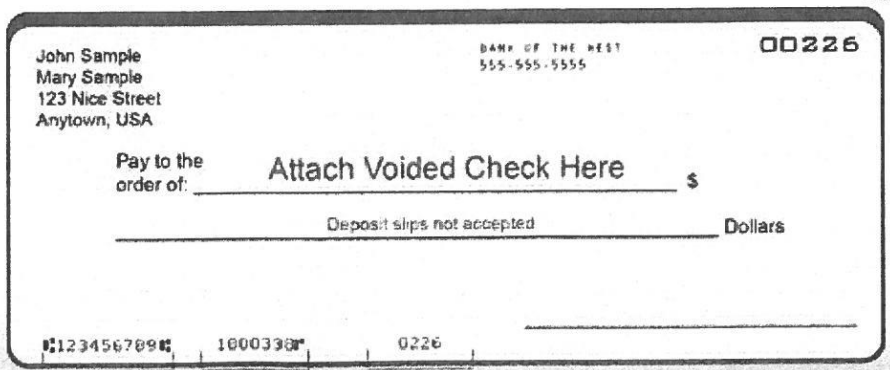 John Sample
Mary Sample
123 Nice Street
Anytown, USA
BANK OF THE WEST
555-555-5555
00226
Pay to the
order of: Attach Voided Check Here $
Deposit slips not accepted Dollars
⑆123456789⑆ 1000338⑈ 0226